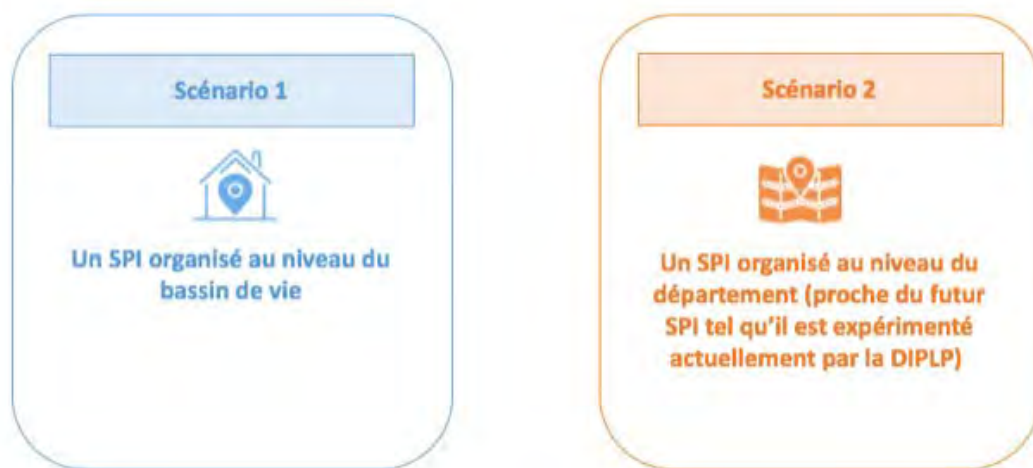 Scénario 1
Un SPI organisé au niveau du
bassin de vie
Scénario 2
Un SPI organisé au niveau du
département (proche du futur
SPI tel qu'il est expérimenté
actuellement par la DIPLP)